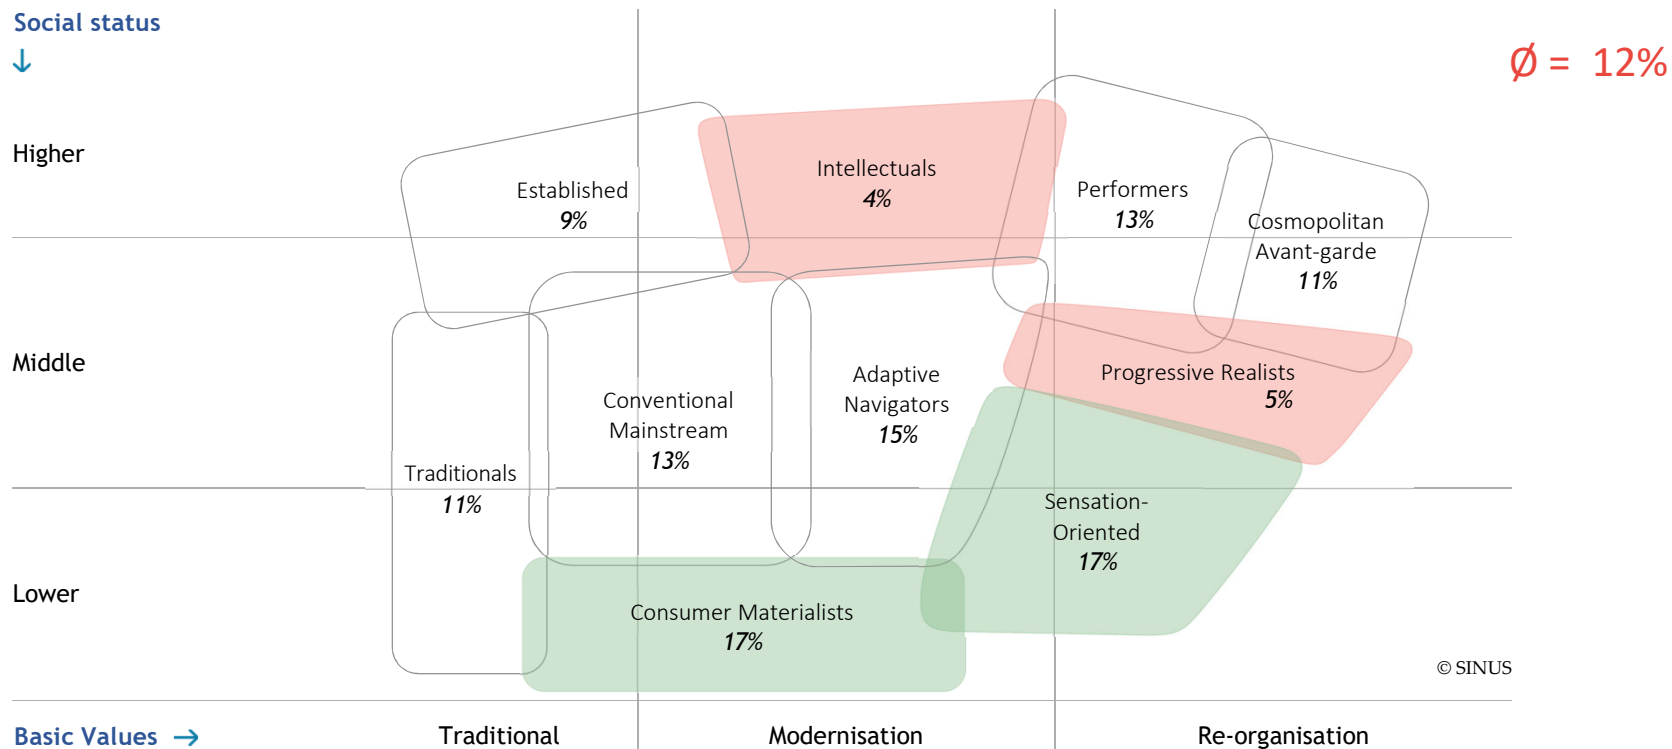 Social status
↓
Ø = 12%
Higher
Established
9%
Intellectuals
4%
Performers
13%
Cosmopolitan
Avant-garde
11%
Middle
Traditionals
11%
Conventional
Mainstream
13%
Adaptive
Navigators
15%
Progressive Realists
5%
Sensation-
Oriented
17%
Lower
Consumer Materialists
17%
© SINUS
Basic Values →
Traditional
Modernisation
Re-organisation